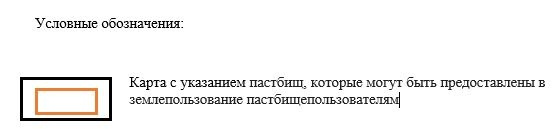 Условные обозначения:
Карта с указанием пастбищ, которые могут быть предоставлены в
землепользование пастбищепользователям